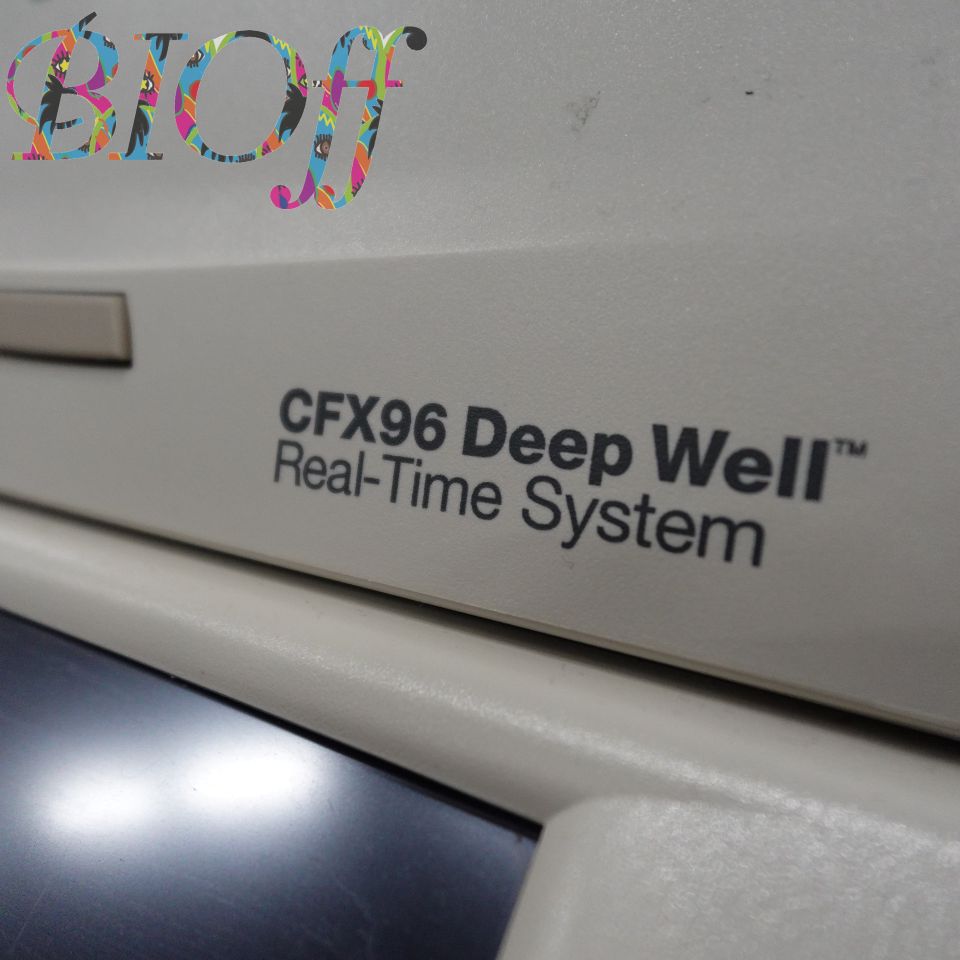 BIOff
CFX96 Deep Well™
Real-Time System